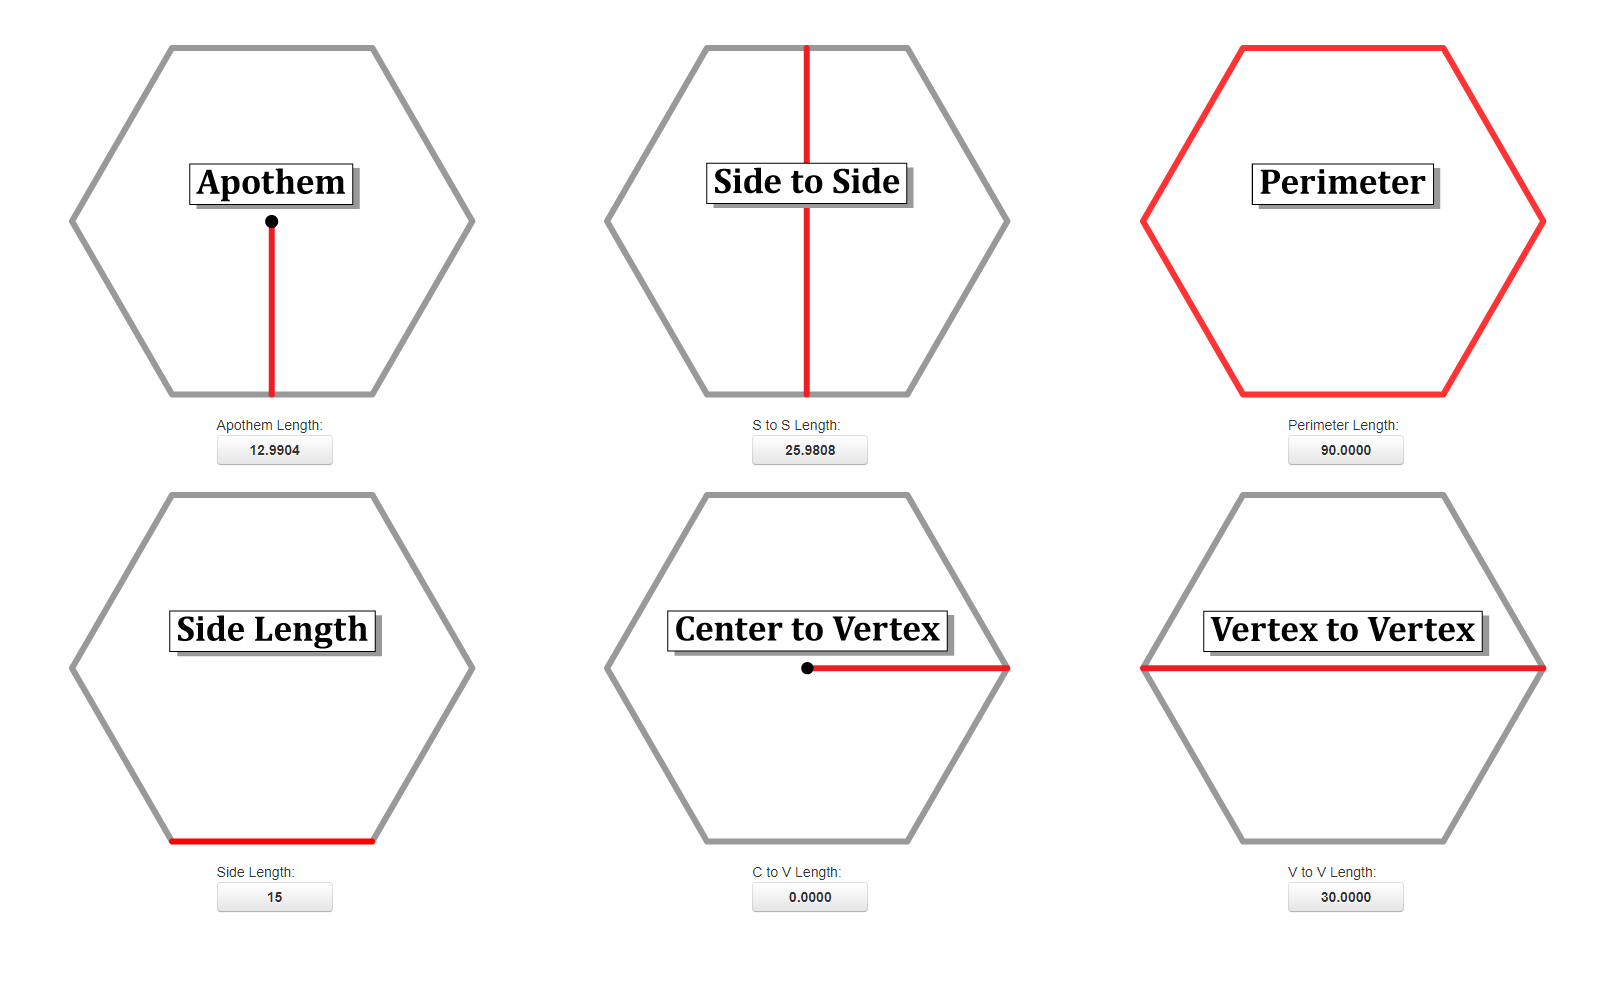 Apothem
Side to Side
Perimeter
Apothem Length:
S to S Length:
Perimeter Length:
12.9904
25.9808
90.0000
Side Length
Center to Vertex
Vertex to Vertex
Side Length:
C to V Length:
V to V Length:
15
0.0000
30.0000